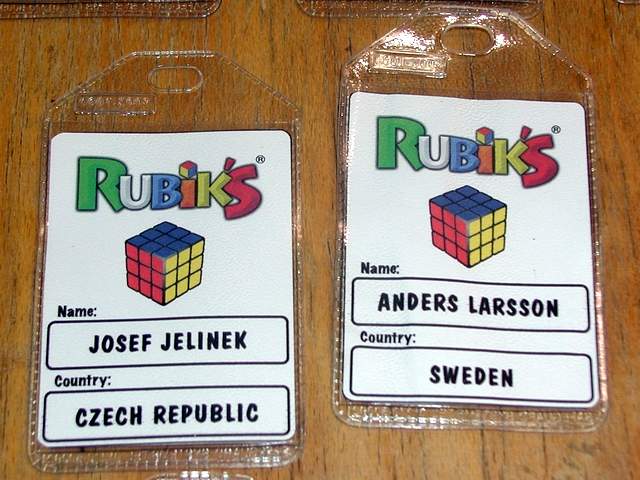 RUBIK'S®
Name:
JOSEF JELINEK
Country:
CZECH REPUBLIC
RUBIK'S®
Name:
ANDERS LARSSON
Country:
SWEDEN